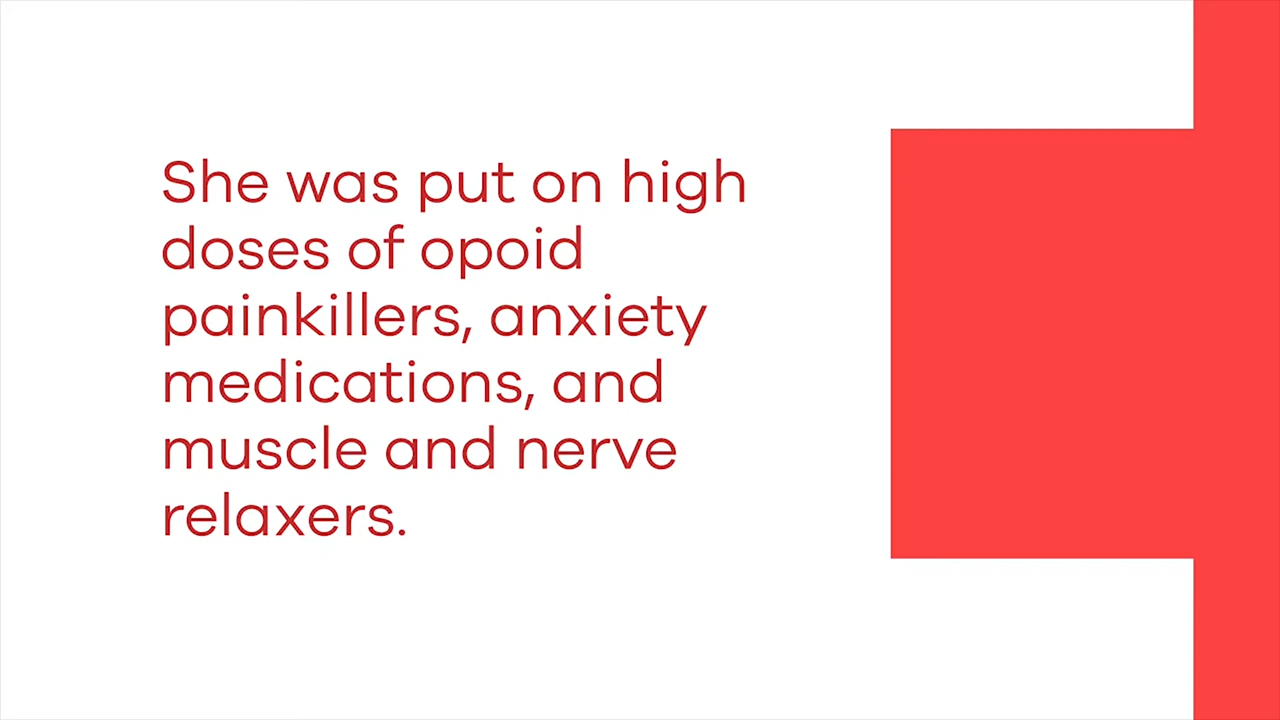 She was put on high
doses of opoid
painkillers, anxiety
medications, and
muscle and nerve
relaxers.